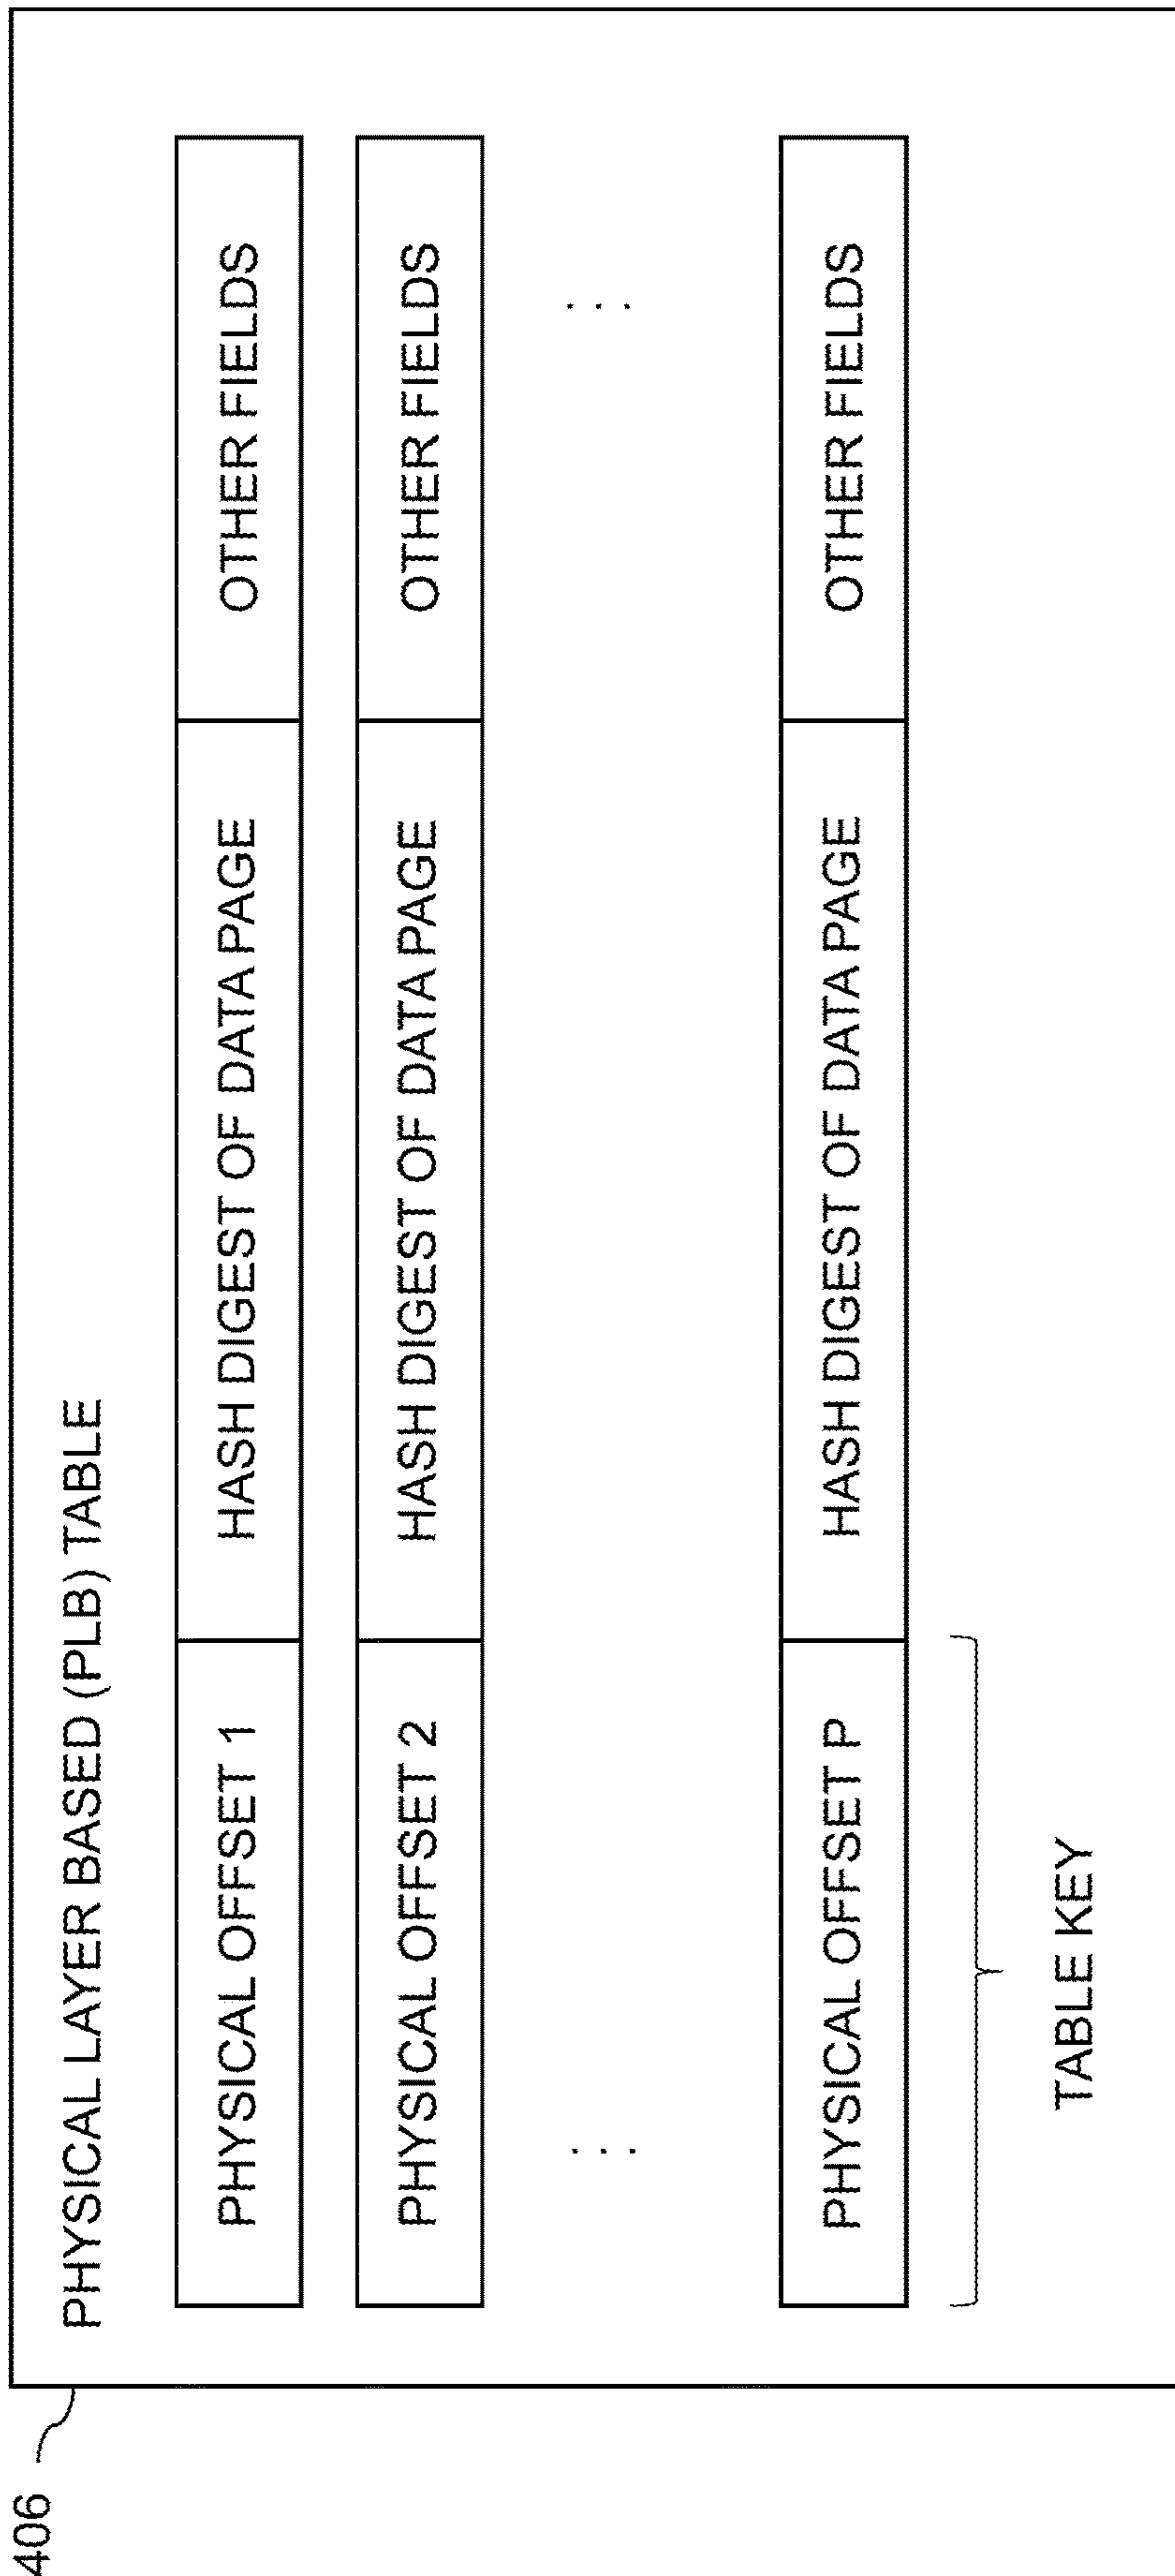 406
PHYSICAL LAYER BASED (PLB) TABLE
PHYSICAL OFFSET 1 HASH DIGEST OF DATA PAGE OTHER FIELDS
PHYSICAL OFFSET 2 HASH DIGEST OF DATA PAGE OTHER FIELDS
. . . . . .
PHYSICAL OFFSET P HASH DIGEST OF DATA PAGE OTHER FIELDS
TABLE KEY